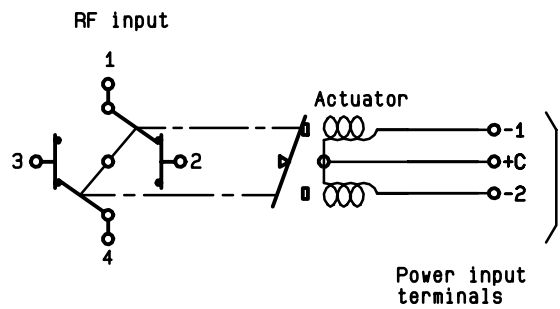 RF input
1
Actuator
-1
3
2
+C
-2
4
Power input
terminals